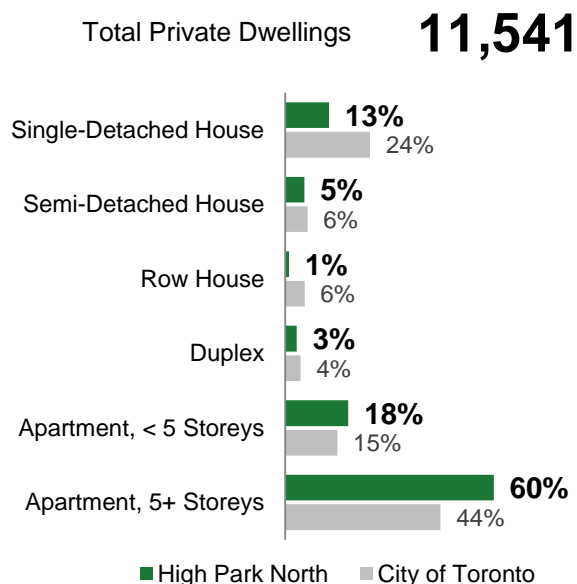 Total Private Dwellings 11,541
Single-Detached House 13%
24%
Semi-Detached House 5%
6%
Row House 1%
6%
Duplex 3%
4%
Apartment, < 5 Storeys 18%
15%
Apartment, 5+ Storeys 60%
44%
High Park North City of Toronto